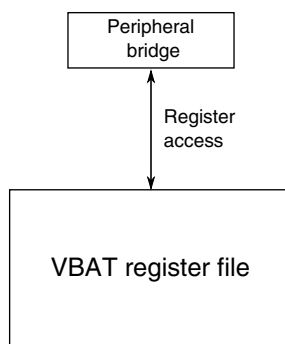 Peripheral
bridge
Register
access
VBAT register file